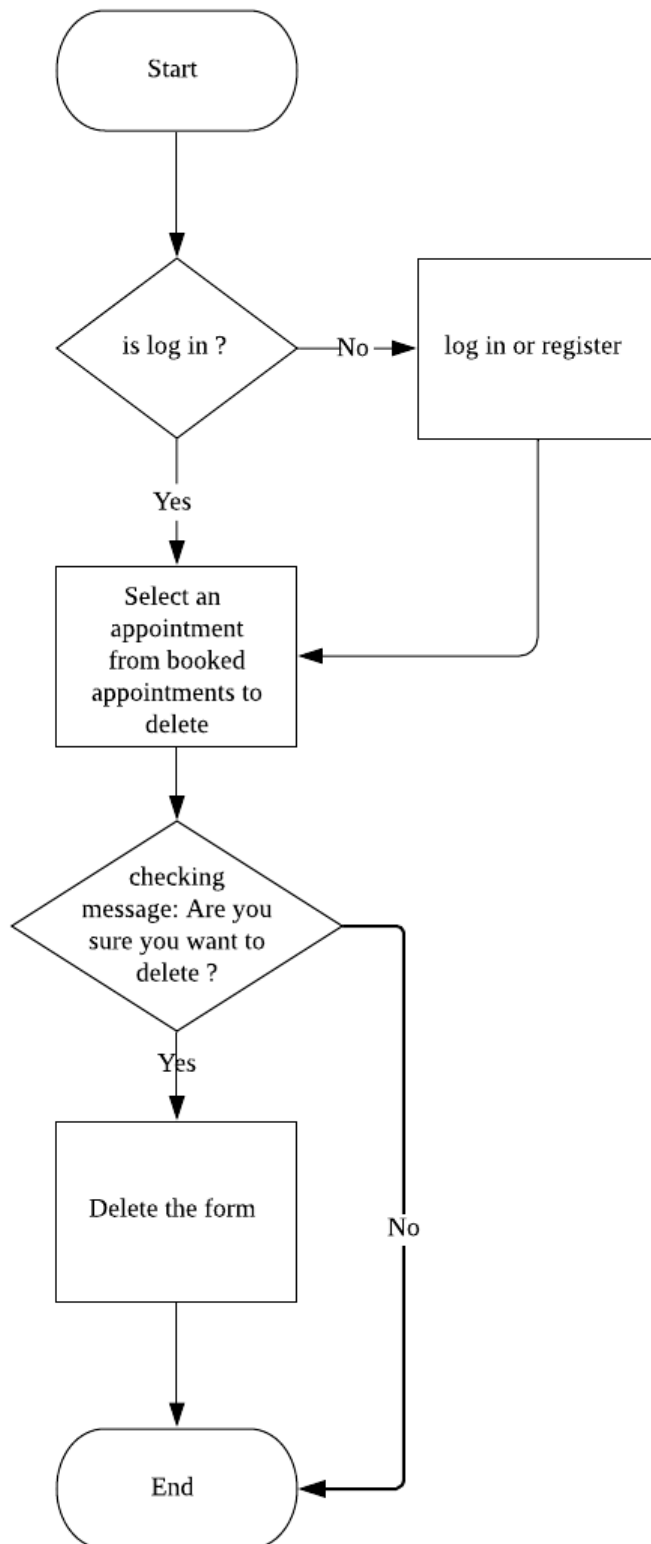 Start
is log in ?
No
log in or register
Yes
Select an
appointment
from booked
appointments to
delete
checking
message: Are you
sure you want to
delete ?
Yes
Delete the form
No
End